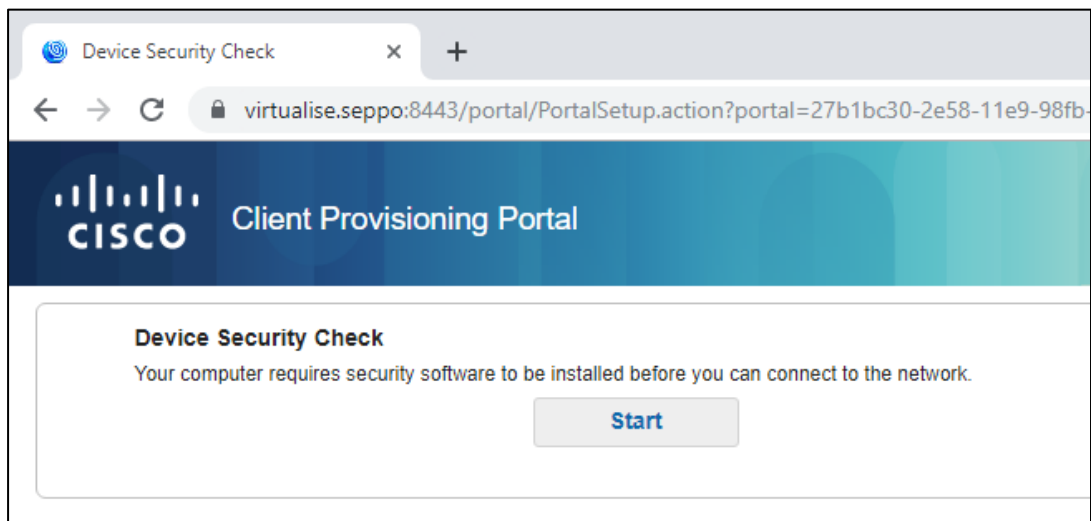 Device Security Check
virtualise.seppo:8443/portal/PortalSetup.action?portal=27b1bc30-2e58-11e9-98fb-
CISCO
Client Provisioning Portal
Device Security Check
Your computer requires security software to be installed before you can connect to the network.
Start